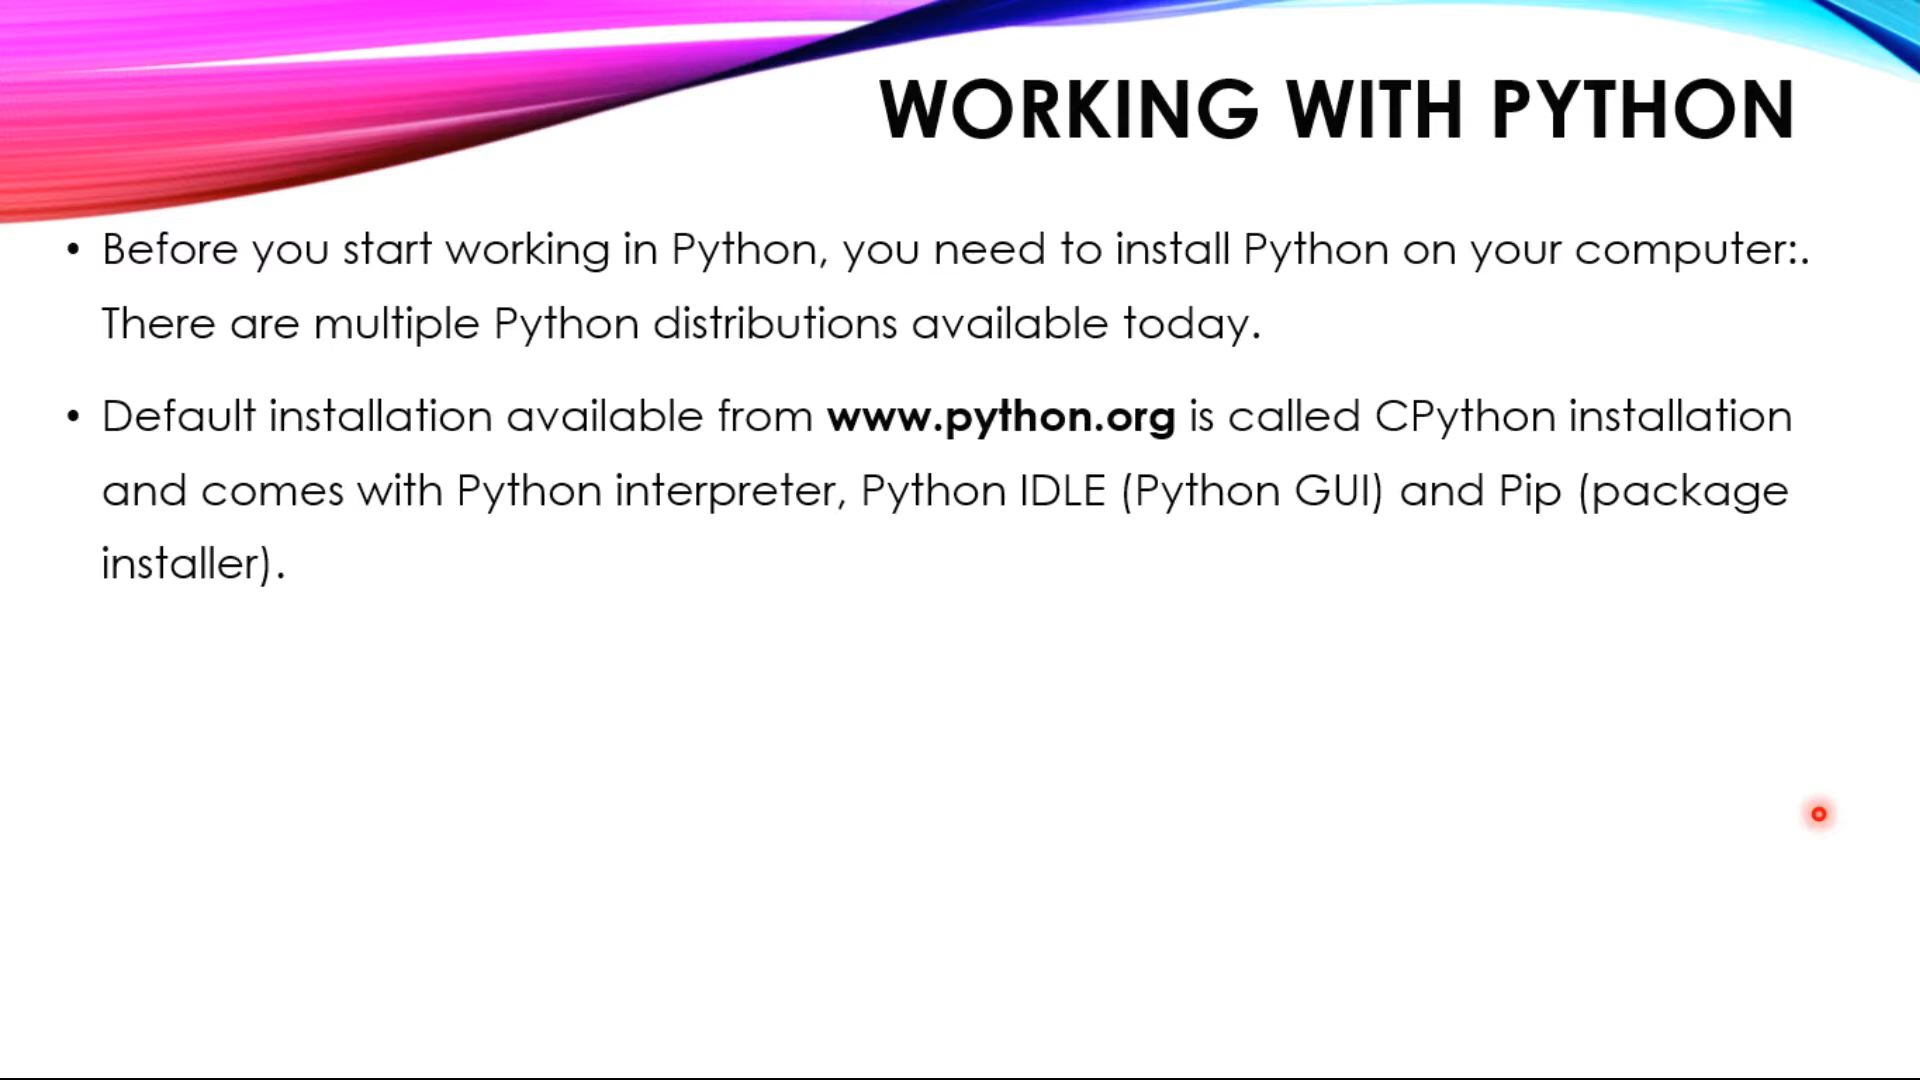 WORKING WITH PYTHON
• Before you start working in Python, you need to install Python on your computer:.
There are multiple Python distributions available today.
• Default installation available from www.python.org is called CPython installation
and comes with Python interpreter, Python IDLE (Python GUI) and Pip (package
installer).